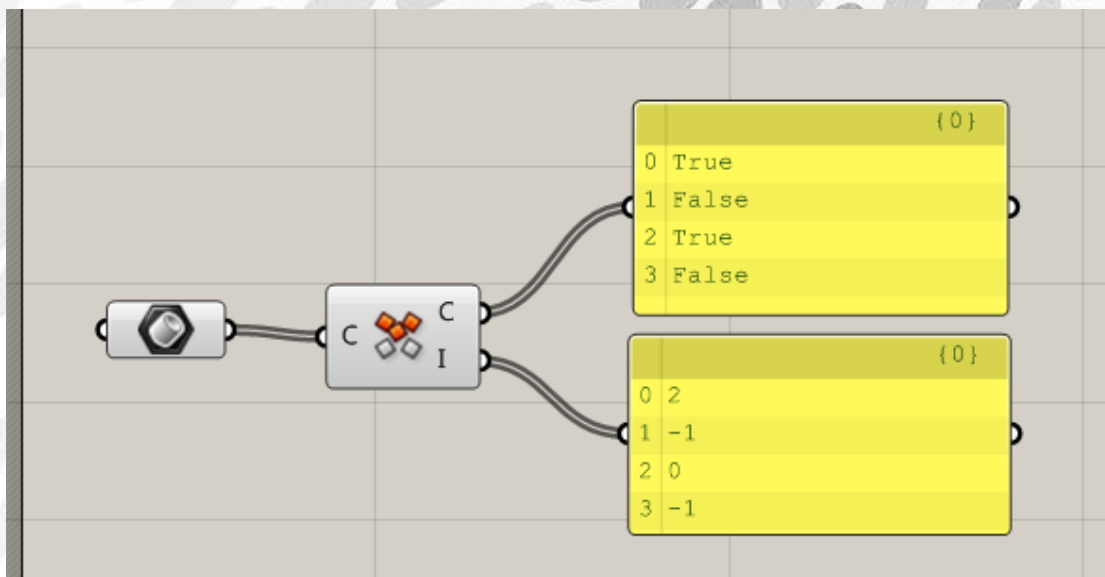 {0}
0 True
1 False
2 True
3 False
C C
I
{0}
0 2
1 -1
2 0
3 -1